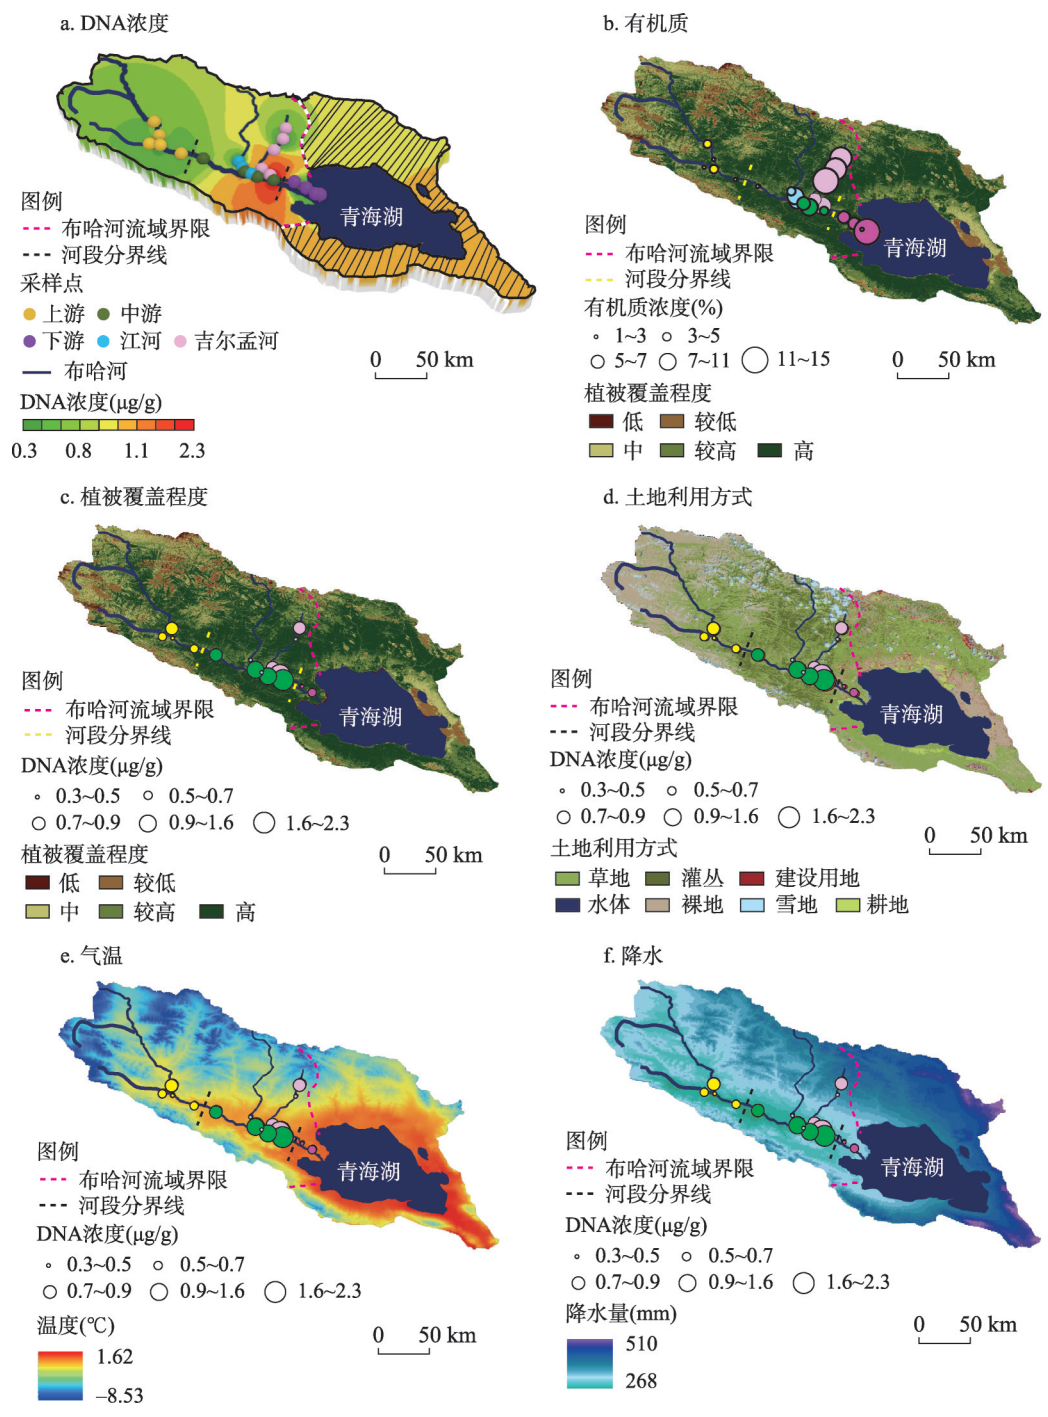 a. DNA浓度
青海湖
图例
布哈河流域界限
河段分界线
采样点
上游 中游
下游 江河 吉尔孟河
布哈河
0 50 km
DNA浓度(μg/g)
0.3 0.8 1.1 2.3
b. 有机质
青海湖
图例
布哈河流域界限
河段分界线
有机质浓度(%)
1~3 3~5
5~7 7~11 11~15
0 50 km
植被覆盖程度
低 较低
中 较高 高
c. 植被覆盖程度
青海湖
图例
布哈河流域界限
河段分界线
DNA浓度(μg/g)
0.3~0.5 0.5~0.7
0.7~0.9 0.9~1.6 1.6~2.3
0 50 km
植被覆盖程度
低 较低
中 较高 高
d. 土地利用方式
青海湖
图例
布哈河流域界限
河段分界线
DNA浓度(μg/g)
0.3~0.5 0.5~0.7
0.7~0.9 0.9~1.6 1.6~2.3
0 50 km
土地利用方式
草地 灌丛 建设用地
水体 裸地 雪地 耕地
e. 气温
青海湖
图例
布哈河流域界限
河段分界线
DNA浓度(μg/g)
0.3~0.5 0.5~0.7
0.7~0.9 0.9~1.6 1.6~2.3
温度(℃)
1.62
−8.53
0 50 km
f. 降水
青海湖
图例
布哈河流域界限
河段分界线
DNA浓度(μg/g)
0.3~0.5 0.5~0.7
0.7~0.9 0.9~1.6 1.6~2.3
降水量(mm)
510
268
0 50 km